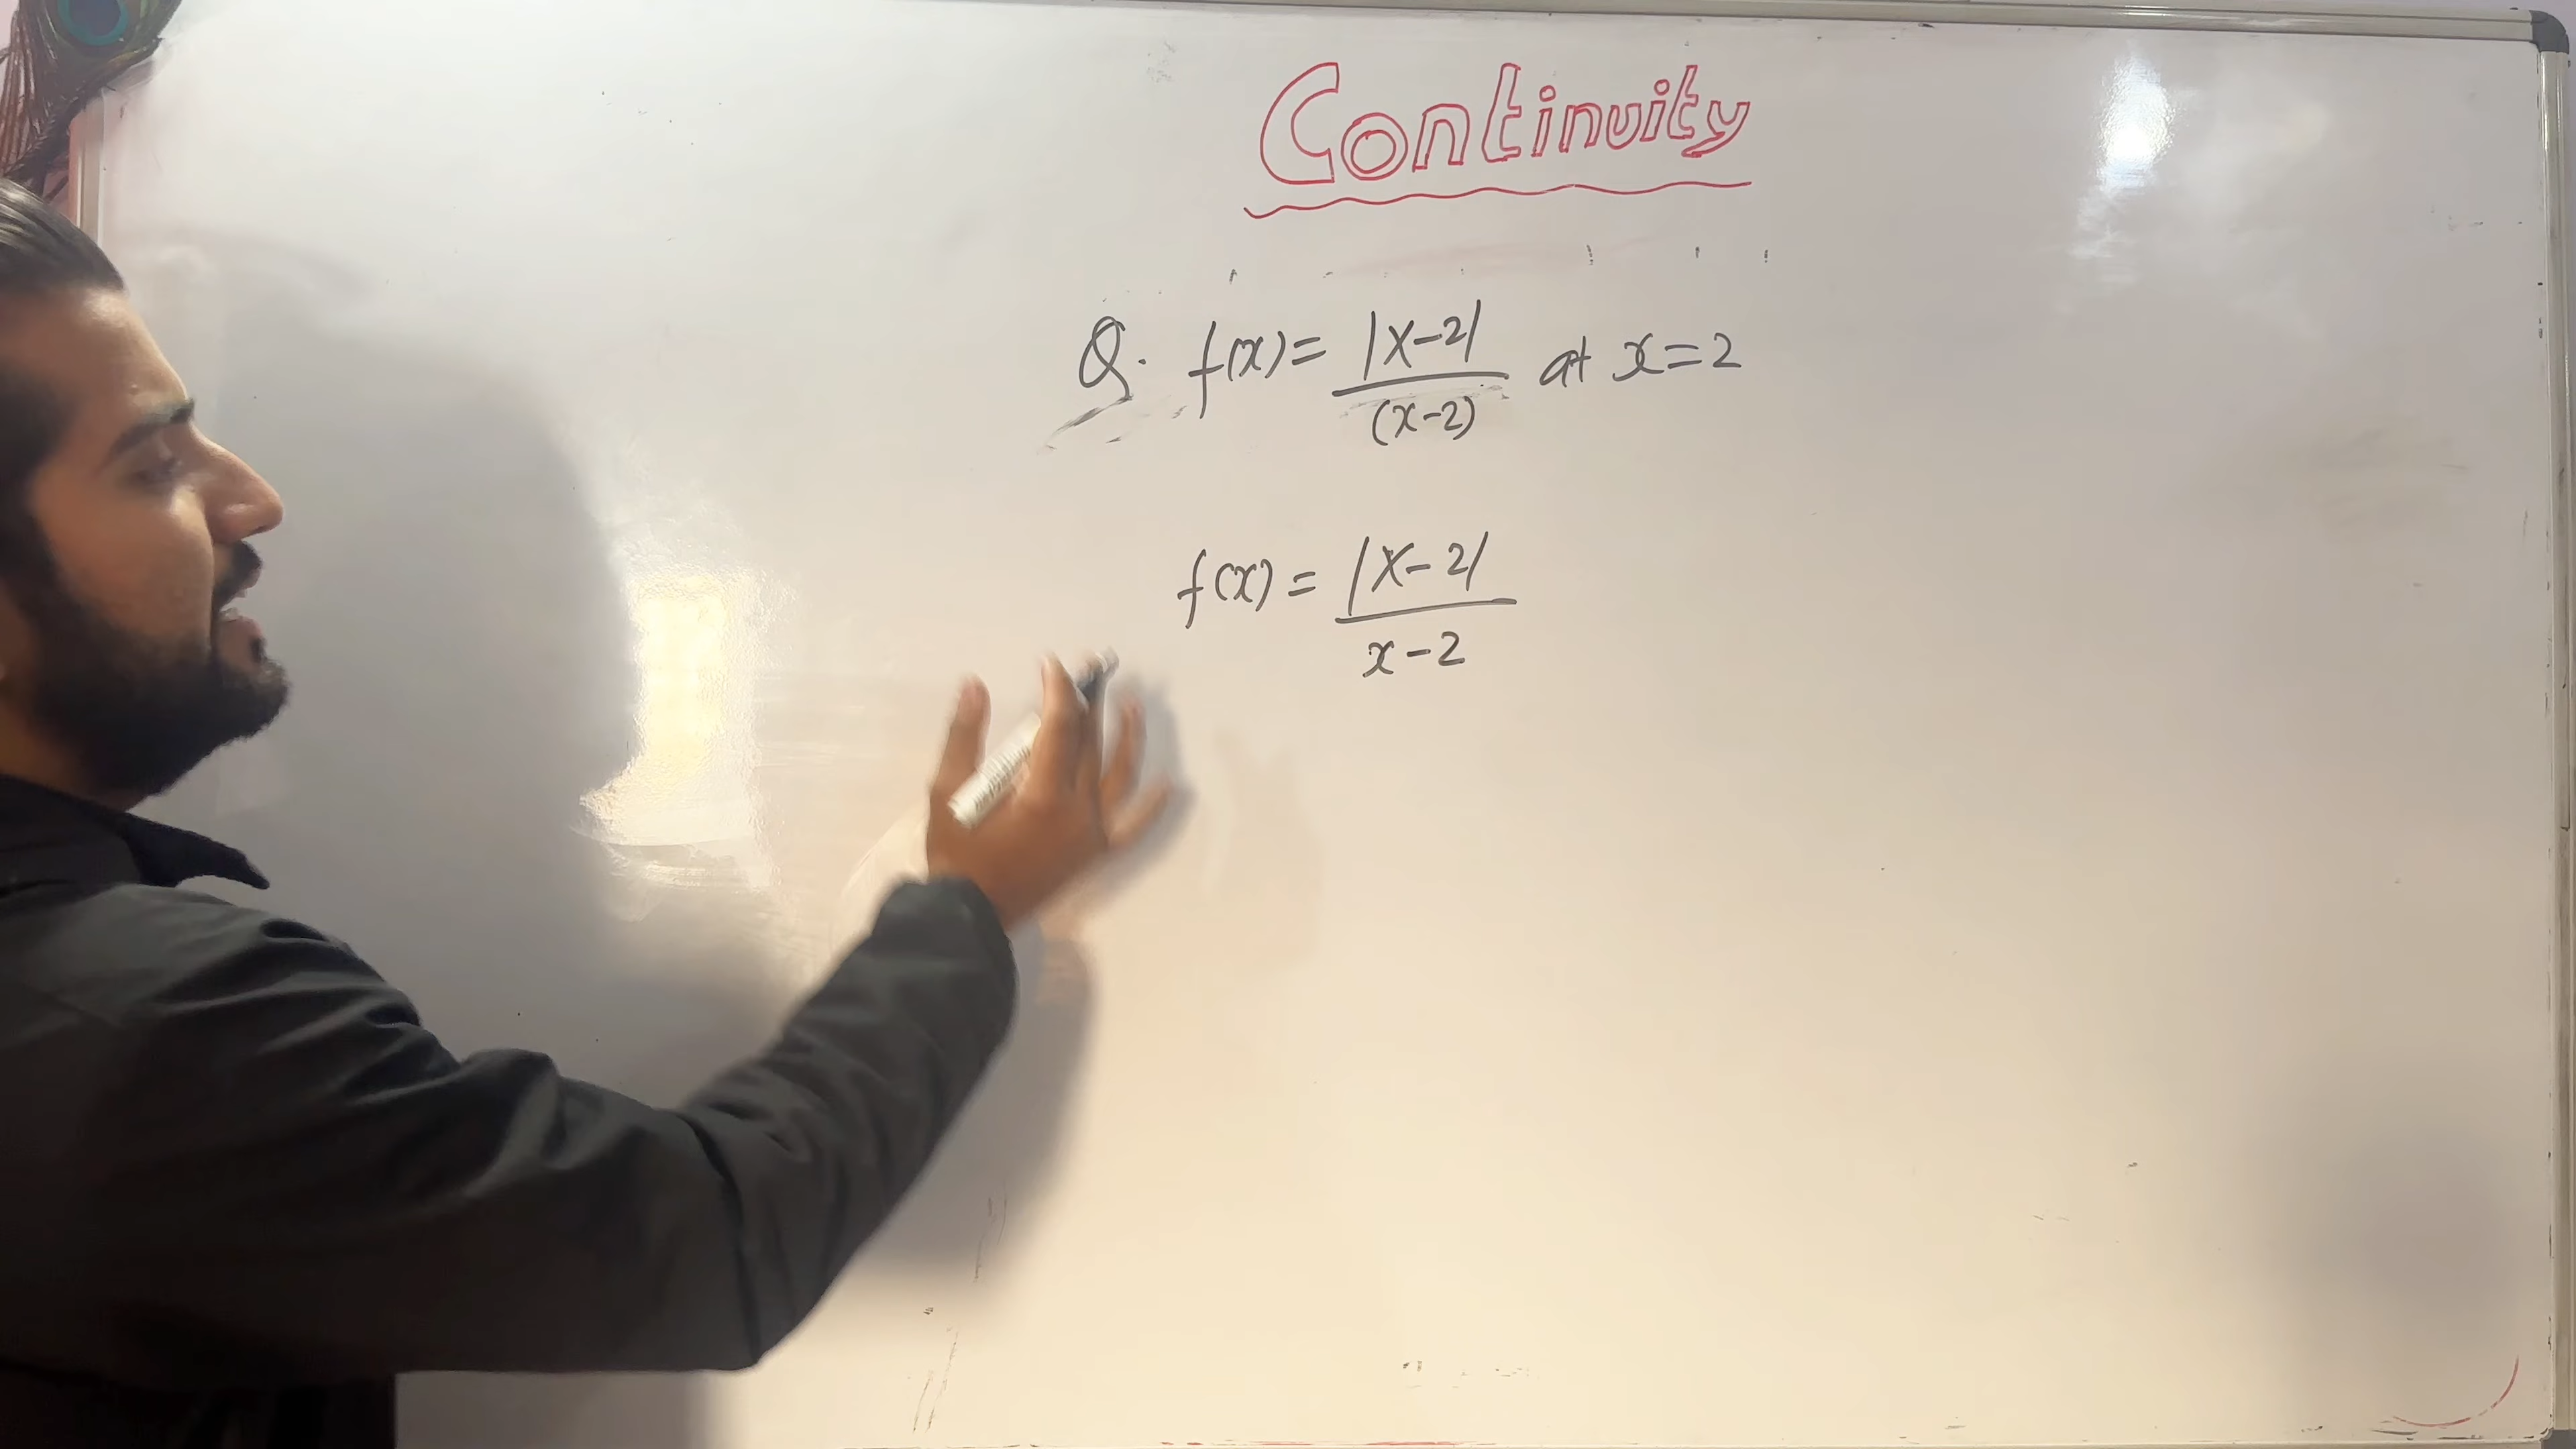 Continuity
Q. f(x) = |x-2| / (x-2) at x=2
f(x) = |x-2| / x-2